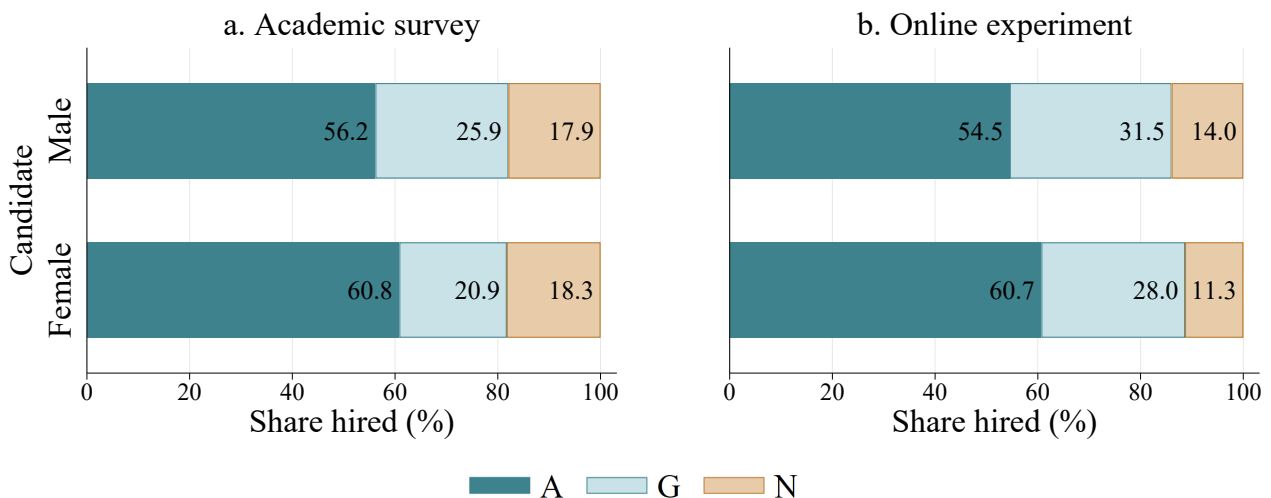 a. Academic survey
b. Online experiment
Candidate
Male
56.2 25.9 17.9
54.5 31.5 14.0
Female
60.8 20.9 18.3
60.7 28.0 11.3
0 20 40 60 80 100
0 20 40 60 80 100
Share hired (%)
Share hired (%)
A G N